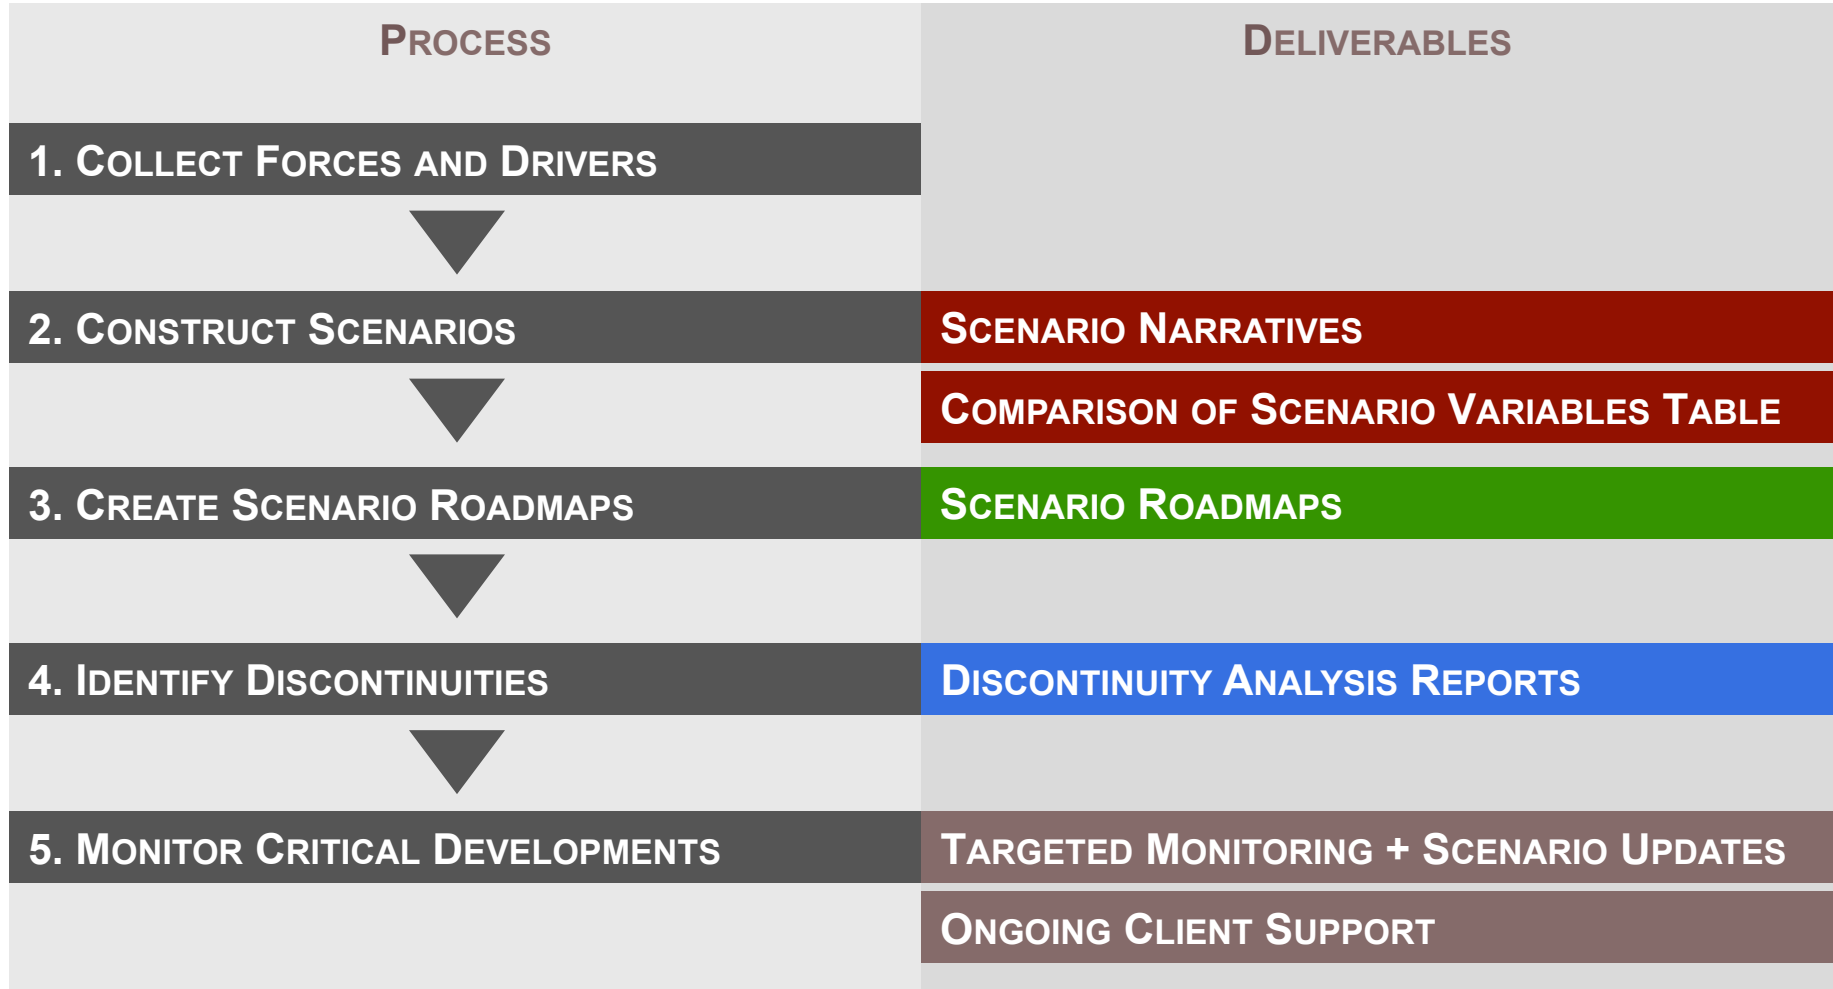 PROCESS
DELIVERABLES
1. COLLECT FORCES AND DRIVERS
2. CONSTRUCT SCENARIOS
SCENARIO NARRATIVES
COMPARISON OF SCENARIO VARIABLES TABLE
3. CREATE SCENARIO ROADMAPS
SCENARIO ROADMAPS
4. IDENTIFY DISCONTINUITIES
DISCONTINUITY ANALYSIS REPORTS
5. MONITOR CRITICAL DEVELOPMENTS
TARGETED MONITORING + SCENARIO UPDATES
ONGOING CLIENT SUPPORT